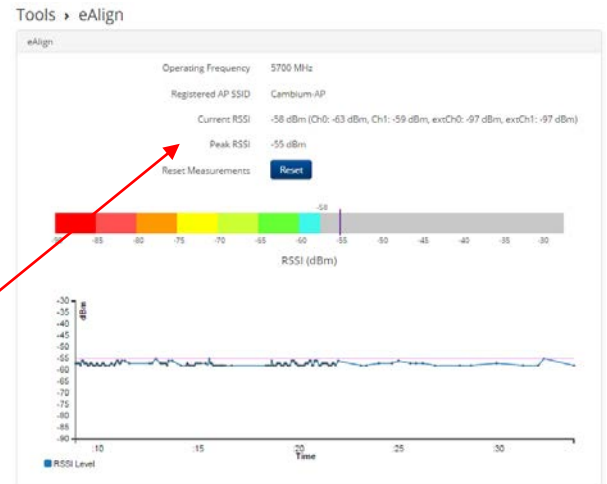 Tools › eAlign
eAlign
Operating Frequency 5700 MHz
Registered AP SSID Cambium-AP
Current RSSI -58 dBm (Ch0: -63 dBm, Ch1: -59 dBm, extCh0: -97 dBm, extCh1: -97 dBm)
Peak RSSI -55 dBm
Reset Measurements Reset
-58
-90 -85 -80 -75 -70 -65 -60 -55 -50 -45 -40 -35 -30
RSSI (dBm)
dBm
-30
-35
-40
-45
-50
-55
-60
-65
-70
-75
-80
-85
-90
:10 :15 :20 :25 :30
Time
RSSI Level